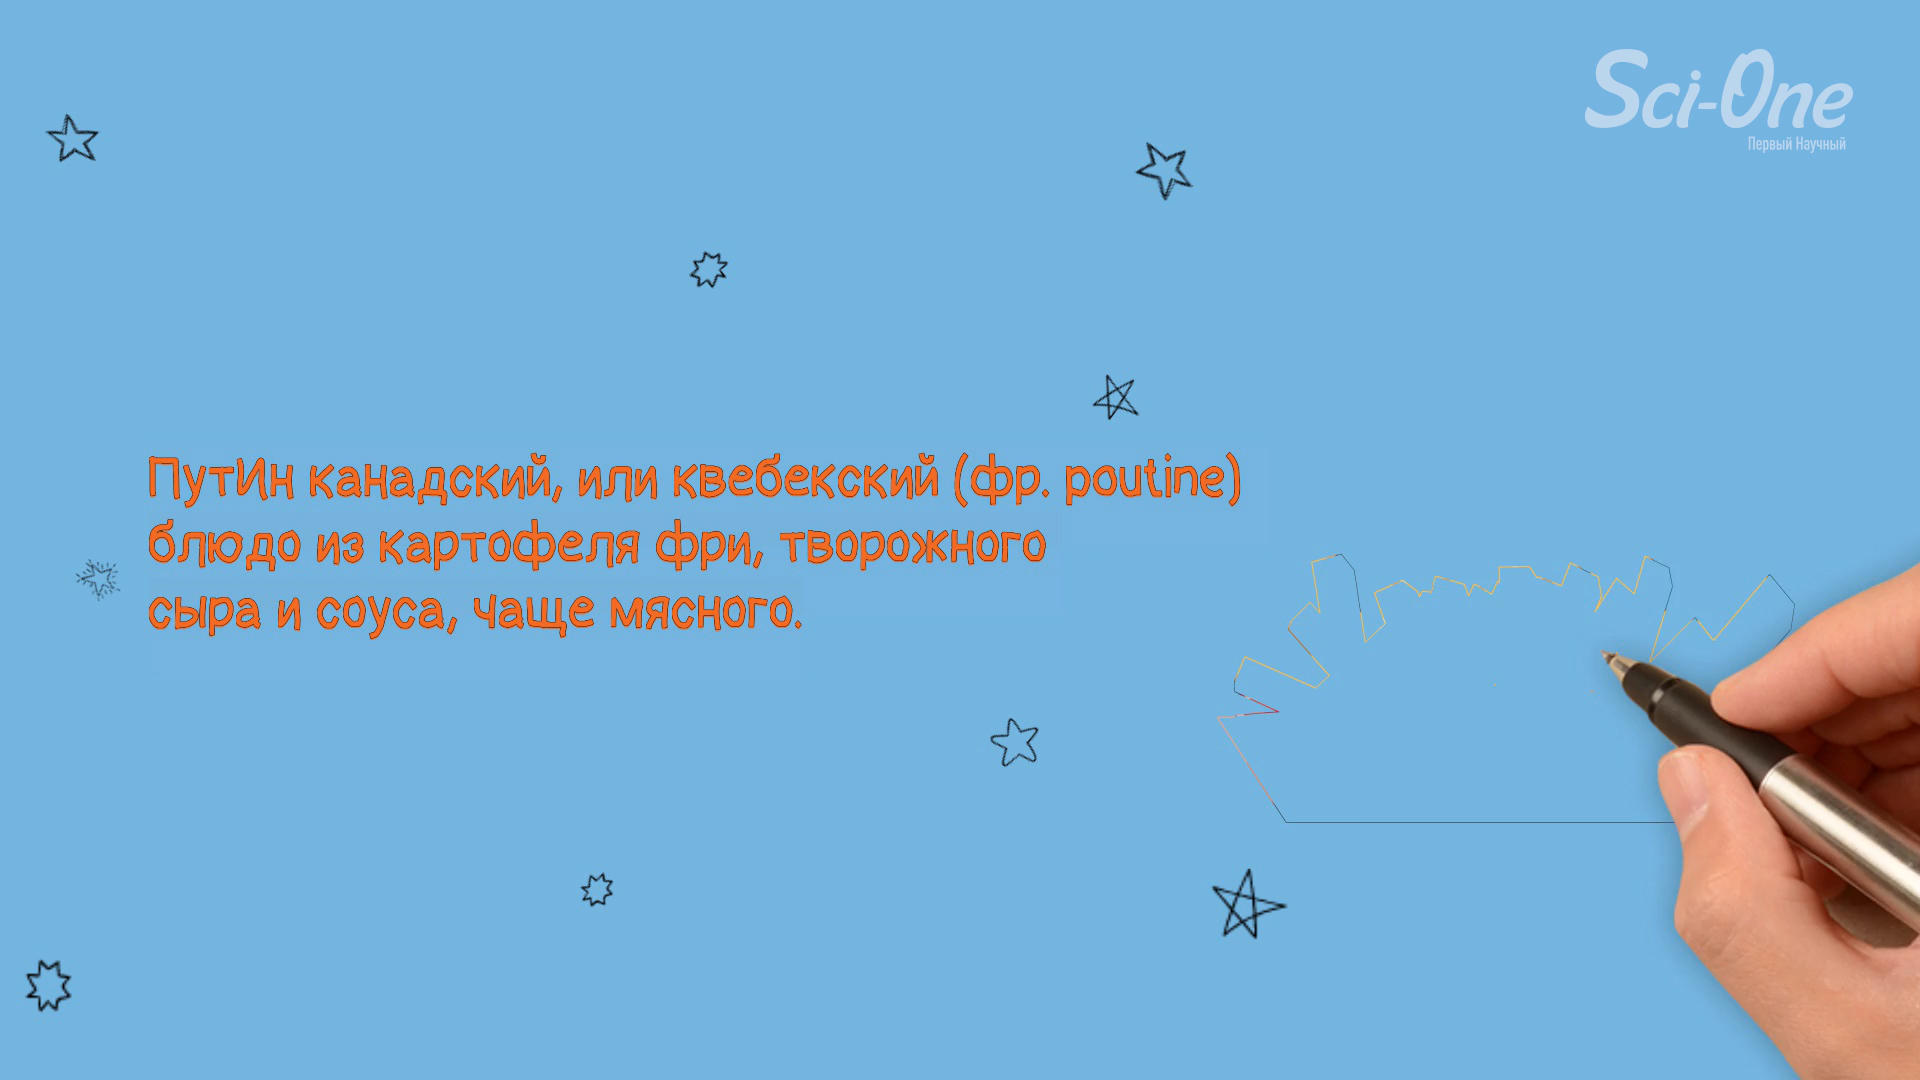 Sci-One
Первый Научный
ПутИн канадский, или квебекский (фр. poutine)
блюдо из картофеля фри, творожного
сыра и соуса, чаще мясного.